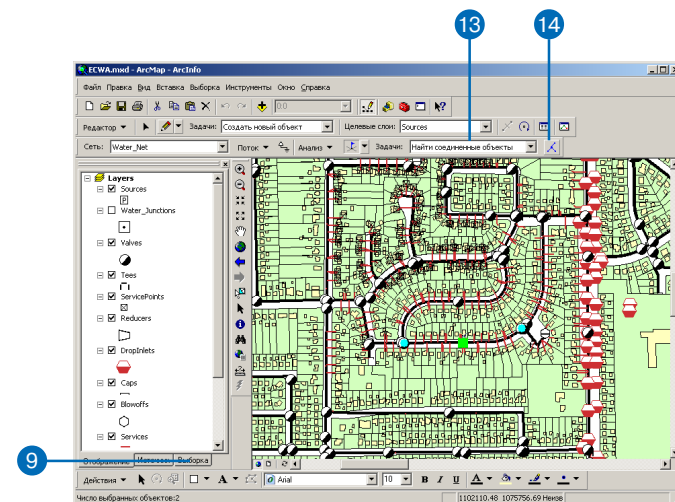 13 14
ECWA.mxd - ArcMap - ArcInfo
Файл Правка Вид Вставка Выборка Инструменты Окно Справка
0:0
Редактор Задачи: Создать новый объект Целевые слои: Sources
Сеть: Water_Net Поток Анализ Задачи: Найти соединенные объекты
Layers
Sources
P
Water_Junctions
Valves
Tees
ServicePoints
Reducers
DropInlets
Caps
Blowoffs
Services
9
Отображение Источник Выборка
Действия A Arial 10 B I U A
Число выбранных объектов:2 1102110.48 1075756.69 Неизв